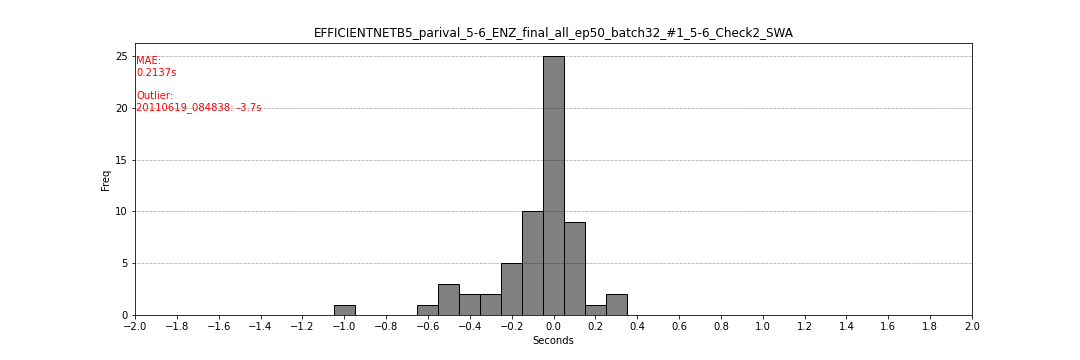 EFFICIENTNETB5_parival_5-6_ENZ_final_all_ep50_batch32_#1_5-6_Check2_SWA
25
MAE:
0.2137s
Outlier:
20110619_084838: -3.7s
20
15
Freq
10
5
0
−2.0 −1.8 −1.6 −1.4 −1.2 −1.0 −0.8 −0.6 −0.4 −0.2 0.0 0.2 0.4 0.6 0.8 1.0 1.2 1.4 1.6 1.8 2.0
Seconds